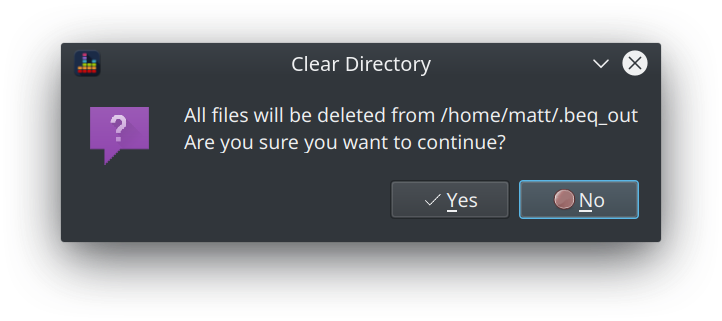 Clear Directory
?
All files will be deleted from /home/matt/.beq_out
Are you sure you want to continue?
Yes
No